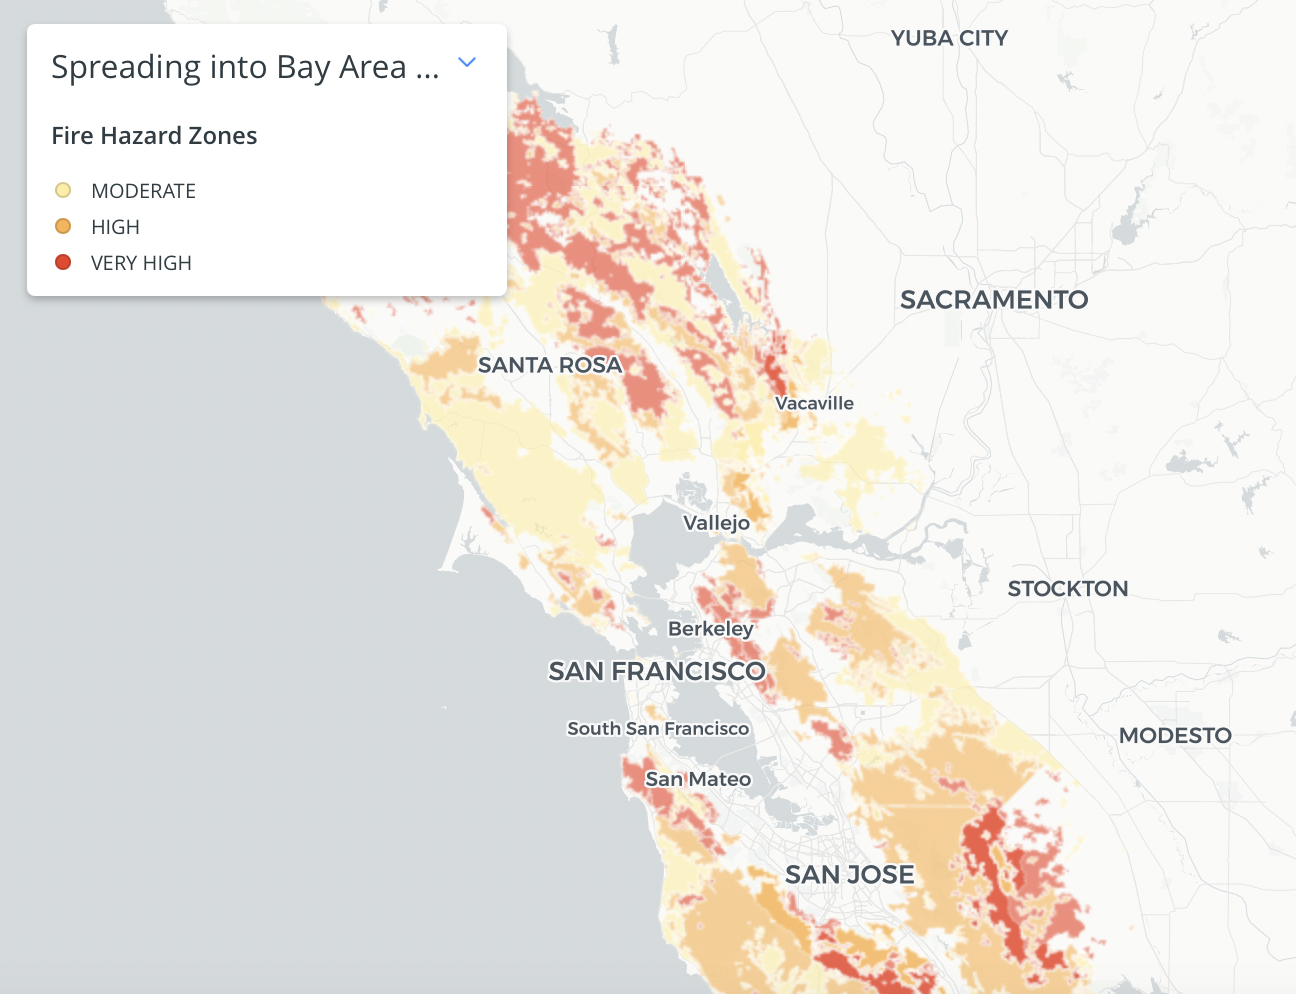 Spreading into Bay Area ...
Fire Hazard Zones
MODERATE
HIGH
VERY HIGH
YUBA CITY
SACRAMENTO
SANTA ROSA
Vacaville
Vallejo
STOCKTON
Berkeley
SAN FRANCISCO
South San Francisco
MODESTO
San Mateo
SAN JOSE